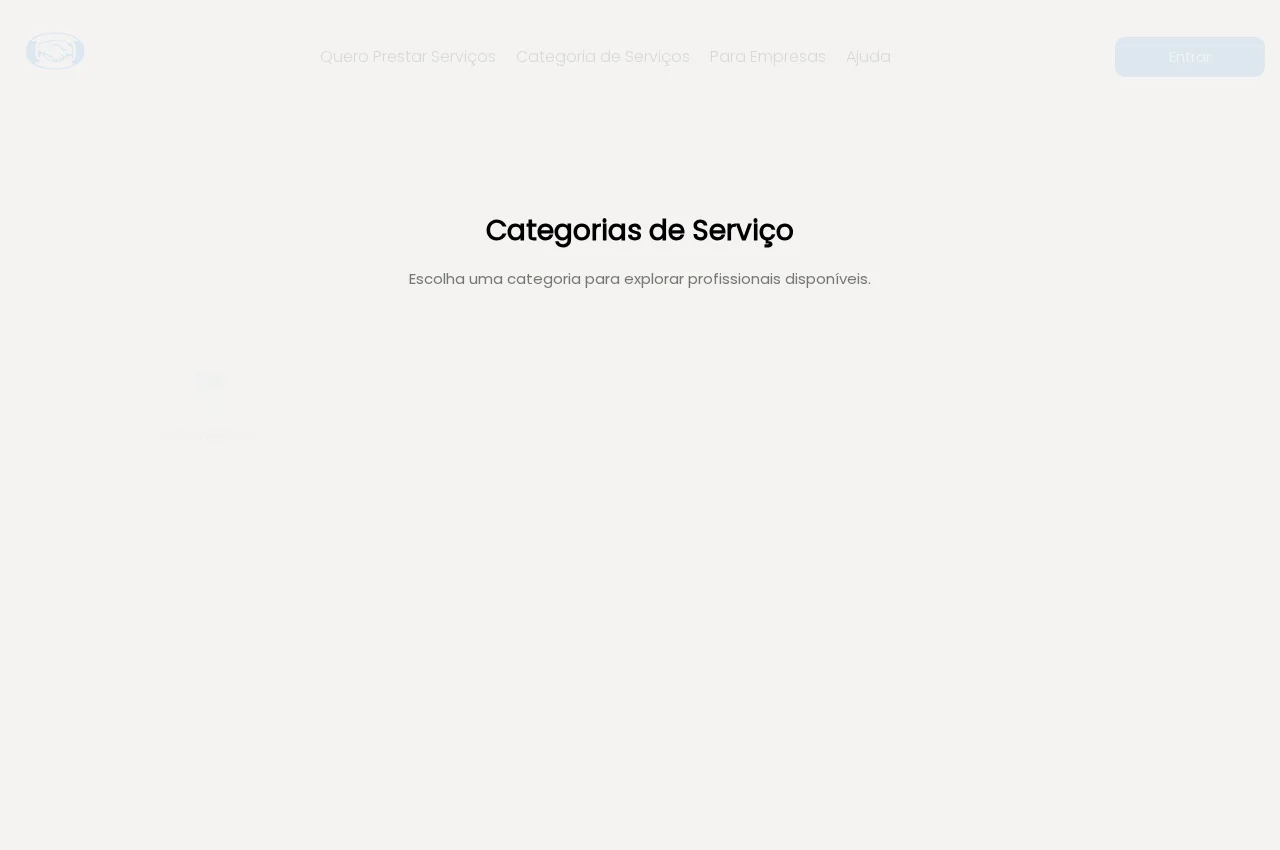 Quero Prestar Serviços
Categoria de Serviços
Para Empresas
Ajuda
Entrar
Categorias de Serviço
Escolha uma categoria para explorar profissionais disponíveis.